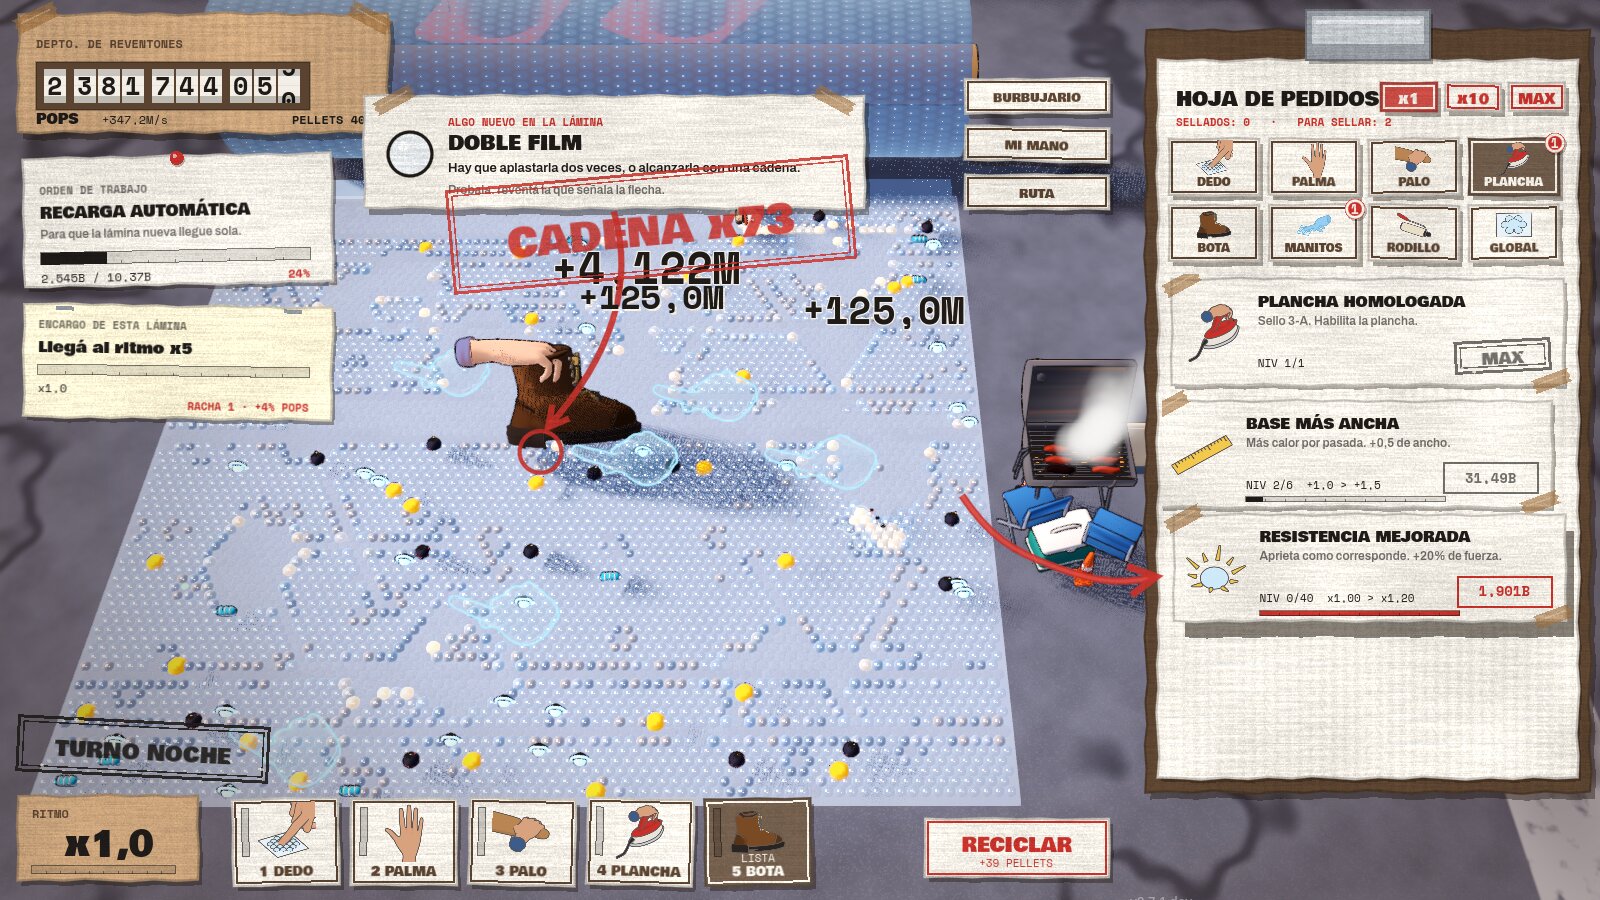 DEPTO. DE REVENTONES
2 381 744 05
POPS +347,2M/s PELLETS 40
ORDEN DE TRABAJO
RECARGA AUTOMÁTICA
Para que la lámina nueva llegue sola.
2,545B / 10,37B 24%
ENCARGO DE ESTA LÁMINA
Llegá al ritmo x5
x1,0
RACHA 1 · +4% POPS
ALGO NUEVO EN LA LÁMINA
DOBLE FILM
Hay que aplastarla dos veces, o alcanzarla con una cadena.
Probala: reventá la que señala la flecha.
CADENA x73
+4 122M
+125,0M
+125,0M
BURBUJARIO
MI MANO
RUTA
HOJA DE PEDIDOS x1 x10 MAX
SELLADOS: 0 · PARA SELLAR: 2
DEDO PALMA PALO PLANCHA 1
BOTA MANITOS 1 RODILLO GLOBAL
PLANCHA HOMOLOGADA
Sello 3-A. Habilita la plancha.
NIV 1/1 MAX
BASE MÁS ANCHA
Más calor por pasada. +0,5 de ancho.
NIV 2/6 +1,0 > +1,5 31,49B
RESISTENCIA MEJORADA
Aprieta como corresponde. +20% de fuerza.
NIV 0/40 x1,00 > x1,20 1,901B
TURNO NOCHE
RITMO
x1,0
1 DEDO
2 PALMA
3 PALO
4 PLANCHA
LISTA
5 BOTA
RECICLAR
+39 PELLETS